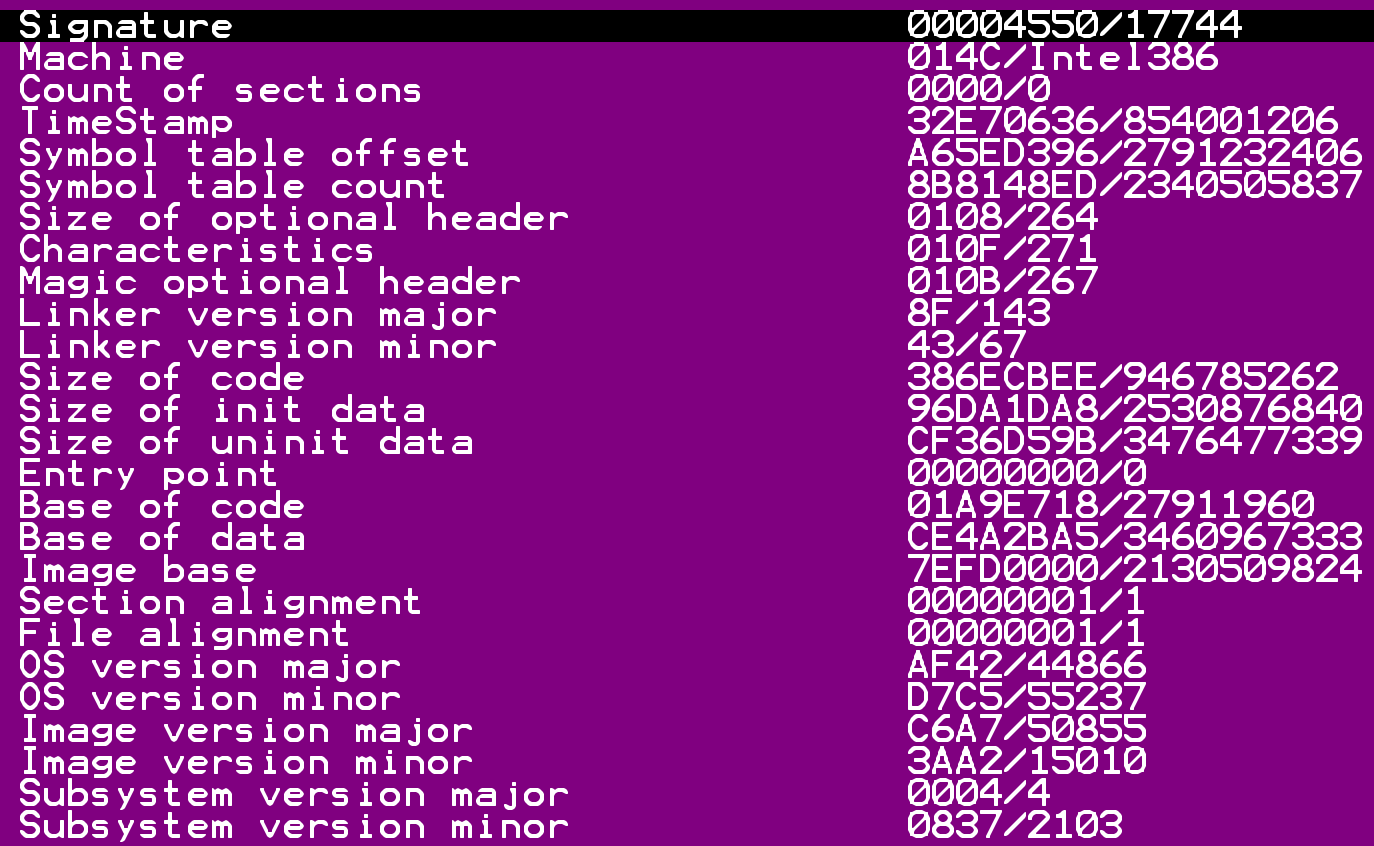 Signature 00004550/17744
Machine 014C/Intel386
Count of sections 0000/0
TimeStamp 32E70636/854001206
Symbol table offset A65ED396/2791232406
Symbol table count 8B8148ED/2340505837
Size of optional header 0108/264
Characteristics 010F/271
Magic optional header 010B/267
Linker version major 8F/143
Linker version minor 43/67
Size of code 386ECBEE/946785262
Size of init data 96DA1DA8/2530876840
Size of uninit data CF36D59B/3476477339
Entry point 00000000/0
Base of code 01A9E718/27911960
Base of data CE4A2BA5/3460967333
Image base 7EFD0000/2130509824
Section alignment 00000001/1
File alignment 00000001/1
OS version major AF42/44866
OS version minor D7C5/55237
Image version major C6A7/50855
Image version minor 3AA2/15010
Subsystem version major 0004/4
Subsystem version minor 0837/2103